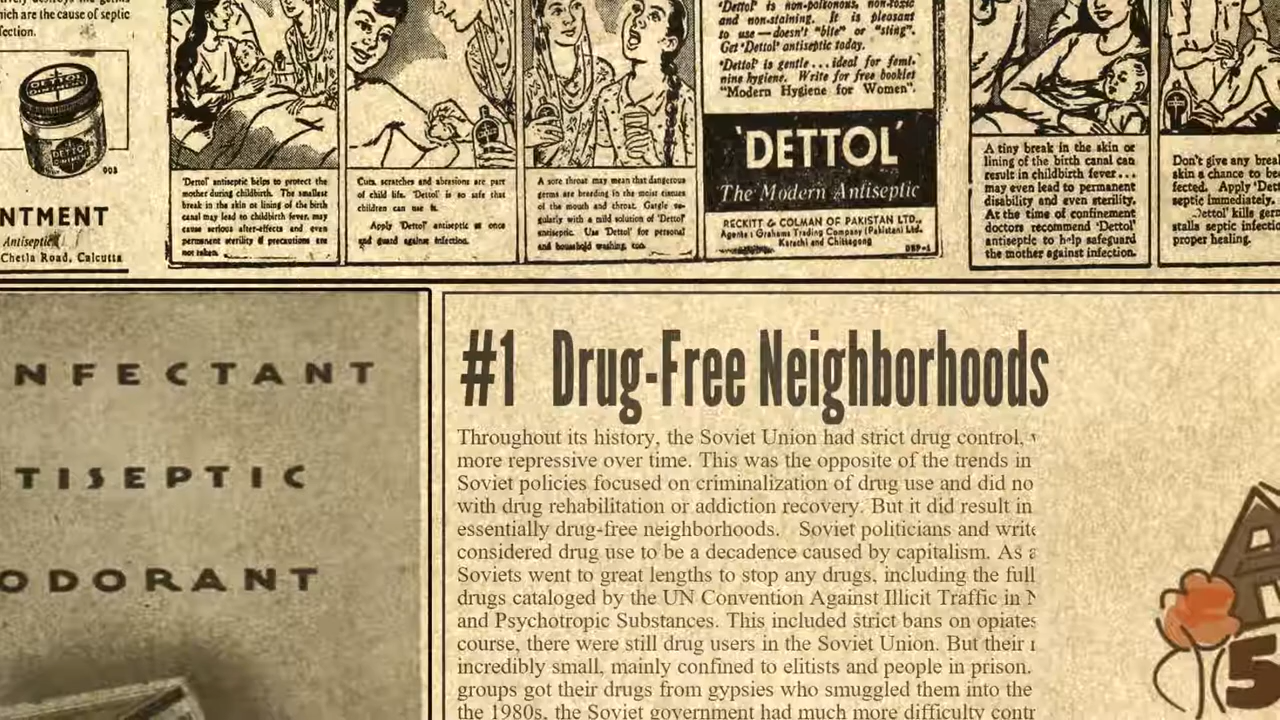 which are the cause of septic
DETTOL
NTMENT
Antiseptic
Chetla Road, Calcutta
'Dettol' antiseptic helps to protect the
mother during childbirth. The smallest
break in the skin or lining of the birth
canal may lead to childbirth fever, may
cause serious after-effects and even
permanent sterility if precautions are
not taken.
Cuts, scratches and abrasions are part
of child life. 'Dettol' is so safe that
children can use it.
Apply 'Dettol' antiseptic at once
and guard against infection.
A sore throat may mean that dangerous
germs are breeding in the moist tissues
of the mouth and throat. Gargle re-
gularly with a mild solution of 'Dettol'
antiseptic. Use 'Dettol' for personal
and household washing, too.
'Dettol' is non-poisonous, non-toxic
and non-staining. It is pleasant
to use—doesn't "bite" or "sting".
Get 'Dettol' antiseptic today.
'Dettol' is gentle...ideal for femi-
nine hygiene. Write for free booklet
"Modern Hygiene for Women".
'DETTOL'
The Modern Antiseptic
RECKITT & COLMAN OF PAKISTAN LTD.,
Agents: Grahams Trading Company (Pakistan) Ltd.
Karachi and Chittagong
A tiny break in the skin or
lining of the birth canal can
result in childbirth fever...
may even lead to permanent
disability and even sterility.
At the time of confinement
doctors recommend 'Dettol'
antiseptic to help safeguard
the mother against infection.
Don't give any brea
skin a chance to be
fected. Apply 'Det
septic immediately.
Dettol' kills ger
stalls septic infectio
proper healing.
NFECTANT
TISEPTIC
ODORANT
#1 Drug-Free Neighborhoods
Throughout its history, the Soviet Union had strict drug control,
more repressive over time. This was the opposite of the trends in
Soviet policies focused on criminalization of drug use and did no
with drug rehabilitation or addiction recovery. But it did result in
essentially drug-free neighborhoods. Soviet politicians and write
considered drug use to be a decadence caused by capitalism. As a
Soviets went to great lengths to stop any drugs, including the full
drugs cataloged by the UN Convention Against Illicit Traffic in N
and Psychotropic Substances. This included strict bans on opiates
course, there were still drug users in the Soviet Union. But their
incredibly small, mainly confined to elitists and people in prison.
groups got their drugs from gypsies who smuggled them into the
the 1980s, the Soviet government had much more difficulty contr
5